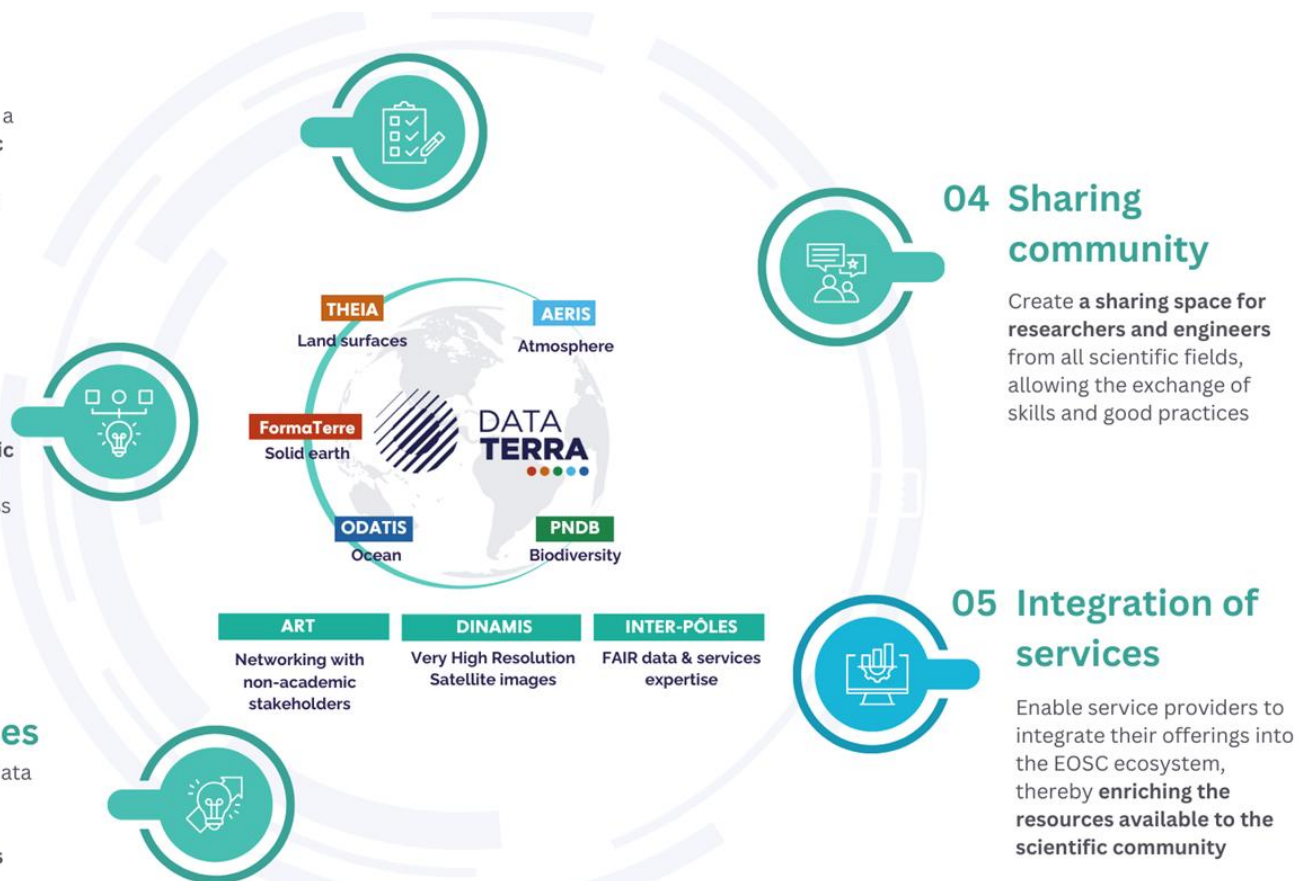 a
04 Sharing
community
Create a sharing space for
researchers and engineers
from all scientific fields,
allowing the exchange of
skills and good practices
THEIA
Land surfaces
AERIS
Atmosphere
FormaTerre
Solid earth
DATA
TERRA
ic
s
ODATIS
Ocean
PNDB
Biodiversity
ART
Networking with
non-academic
stakeholders
DINAMIS
Very High Resolution
Satellite images
INTER-PÔLES
FAIR data & services
expertise
05 Integration of
services
Enable service providers to
integrate their offerings into
the EOSC ecosystem,
thereby enriching the
resources available to the
scientific community
es
ata
s